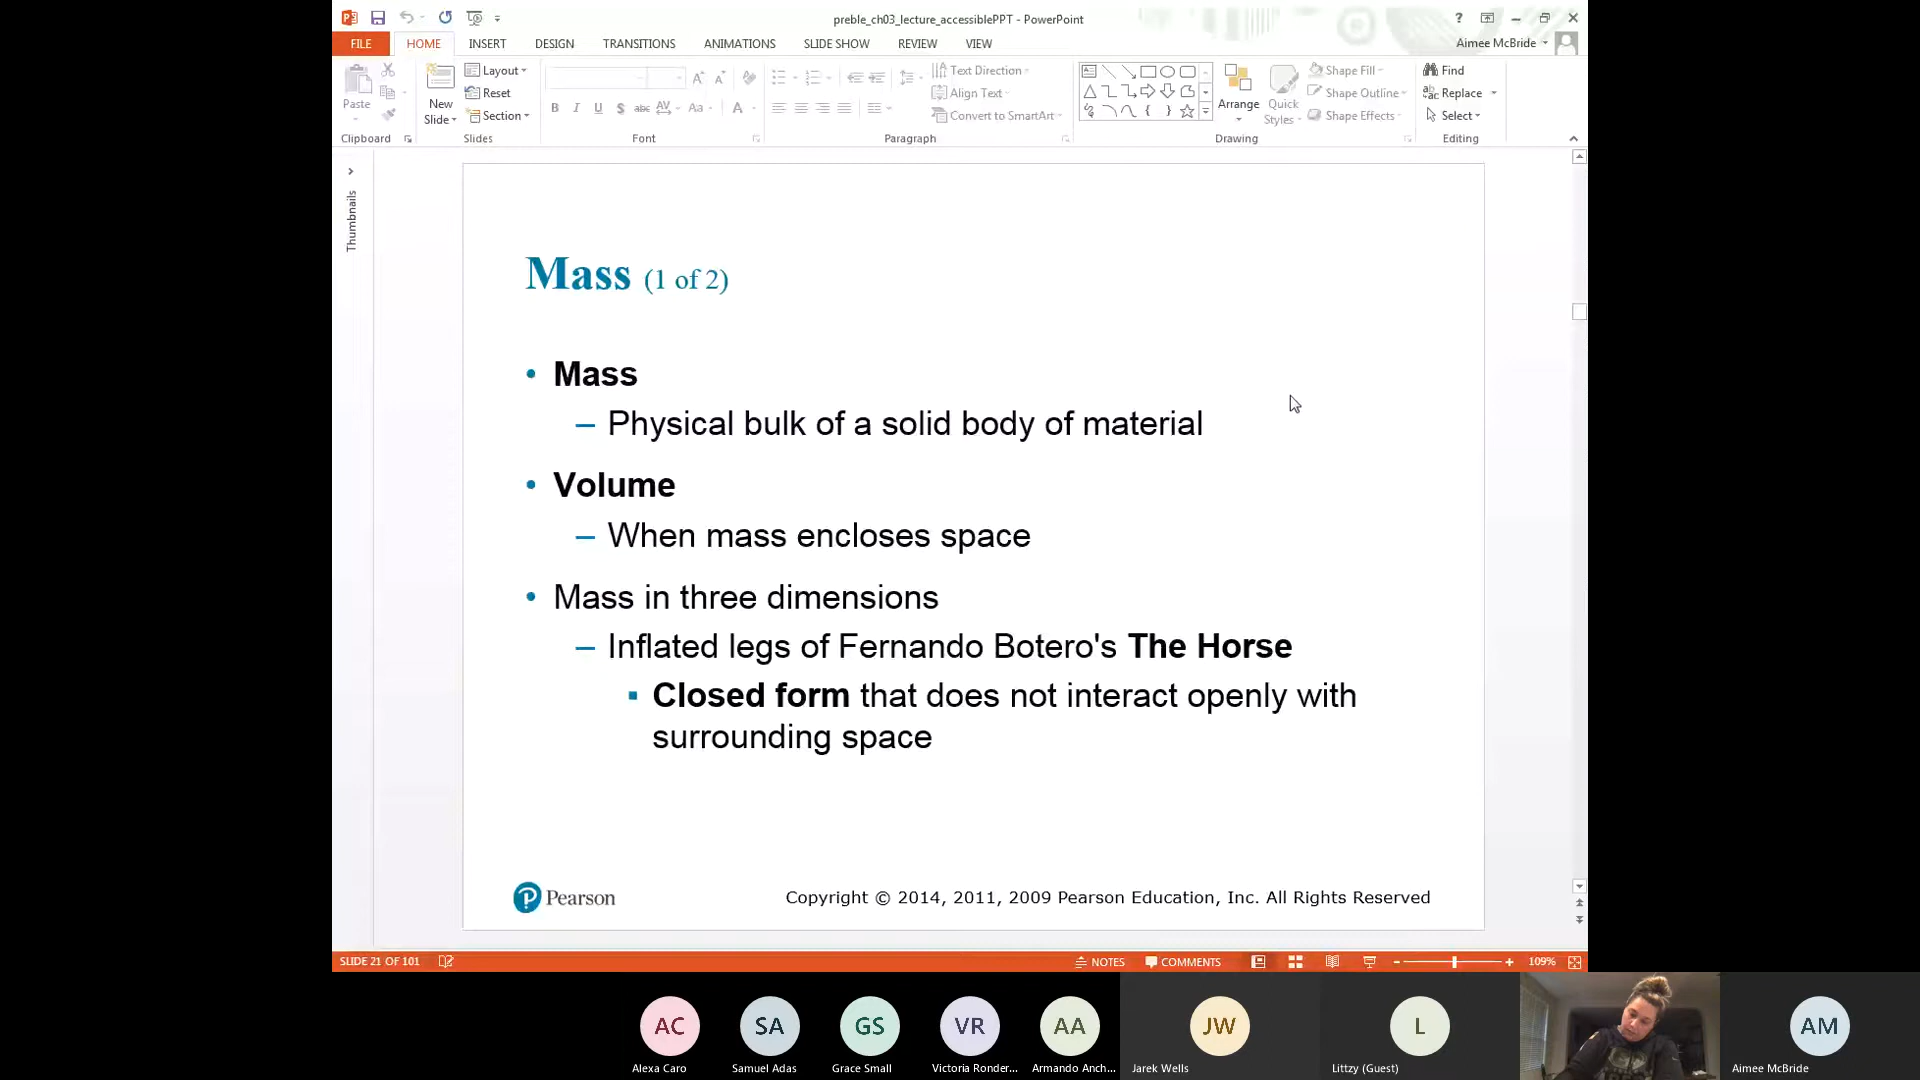 preble_ch03_lecture_accessiblePPT - PowerPoint
FILE HOME INSERT DESIGN TRANSITIONS ANIMATIONS SLIDE SHOW REVIEW VIEW
Aimee McBride
Paste
Clipboard
New Slide
Layout
Reset
Section
Slides
B I U S abc AV Aa A
Font
Text Direction
Align Text
Convert to SmartArt
Paragraph
Arrange
Quick Styles
Shape Fill
Shape Outline
Shape Effects
Drawing
Find
Replace
Select
Editing
Thumbnails
Mass (1 of 2)
• Mass
– Physical bulk of a solid body of material
• Volume
– When mass encloses space
• Mass in three dimensions
– Inflated legs of Fernando Botero's The Horse
▪ Closed form that does not interact openly with
surrounding space
Pearson
Copyright © 2014, 2011, 2009 Pearson Education, Inc. All Rights Reserved
SLIDE 21 OF 101
NOTES COMMENTS 109%
AC SA GS VR AA JW L AM
Alexa Caro Samuel Adas Grace Small Victoria Ronder... Armando Anch... Jarek Wells Littzy (Guest) Aimee McBride